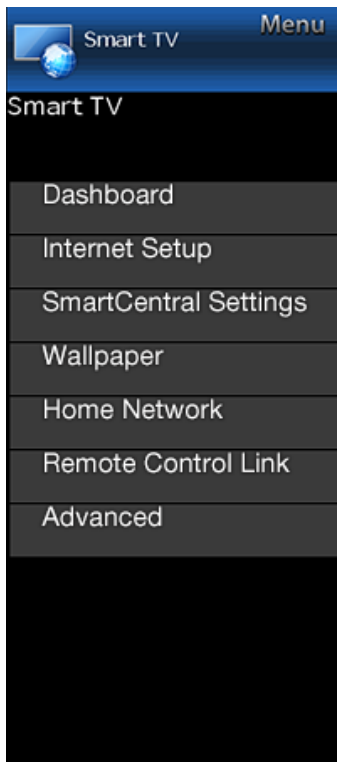 Menu
Smart TV
Smart TV
Dashboard
Internet Setup
SmartCentral Settings
Wallpaper
Home Network
Remote Control Link
Advanced